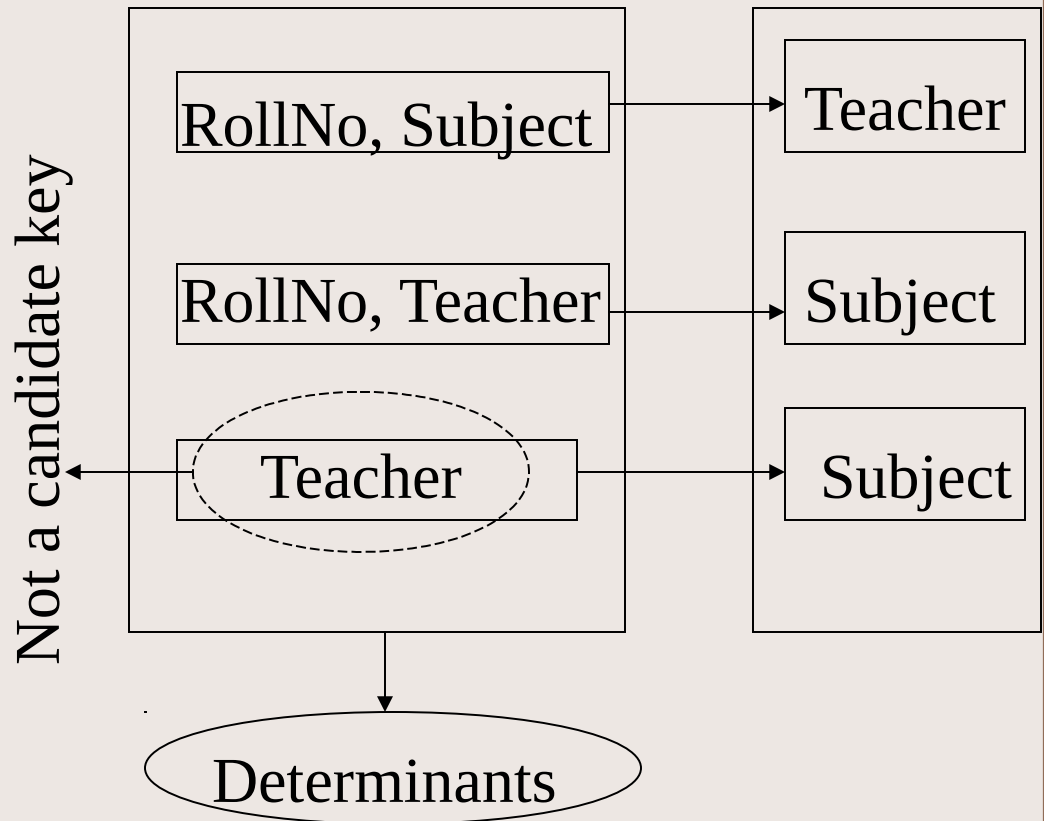 Not a candidate key
RollNo, Subject
Teacher
RollNo, Teacher
Subject
Teacher
Subject
Determinants